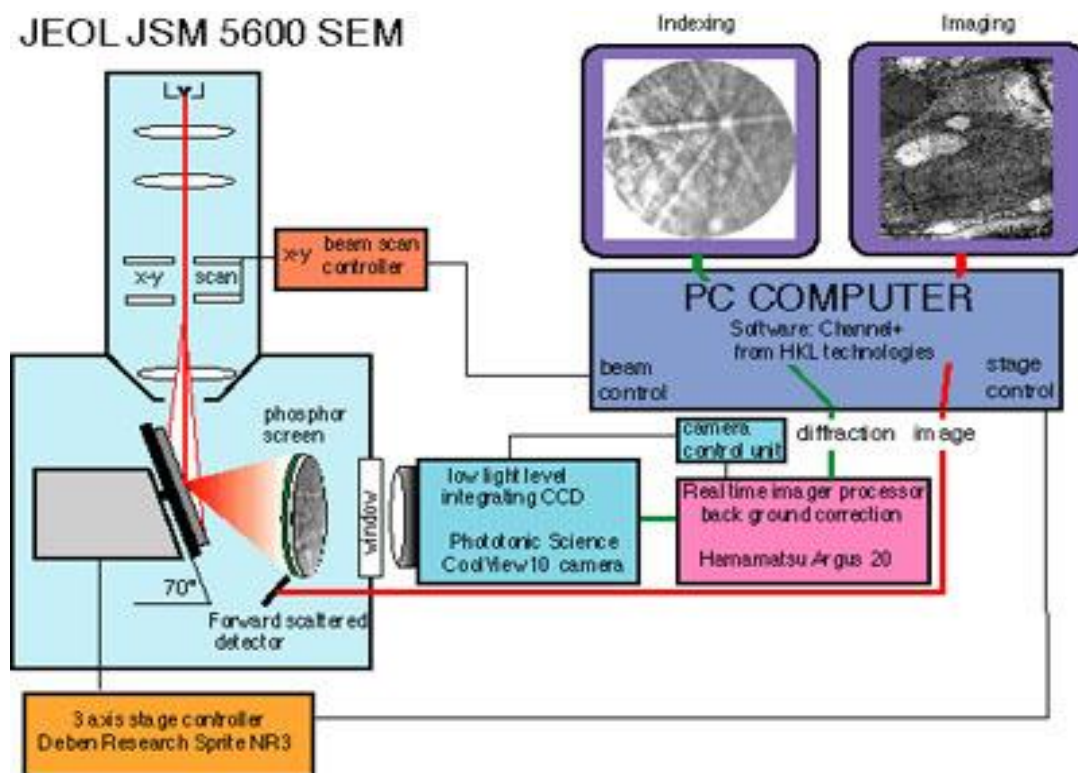 JEOL JSM 5600 SEM
Indexing
Imaging
x-y
scan
x-y beam scan
controller
PC COMPUTER
Software: Channel+
from HKL technologies
beam
control
stage
control
phosphor
screen
camera
control unit
diffraction
image
window
low light level
integrating CCD
Phototonic Science
CoolView10 camera
Real time imager processor
back ground correction
Hamamatsu Argus 20
70°
Forward scattered
detector
3 axis stage controller
Deben Research Sprite NR3